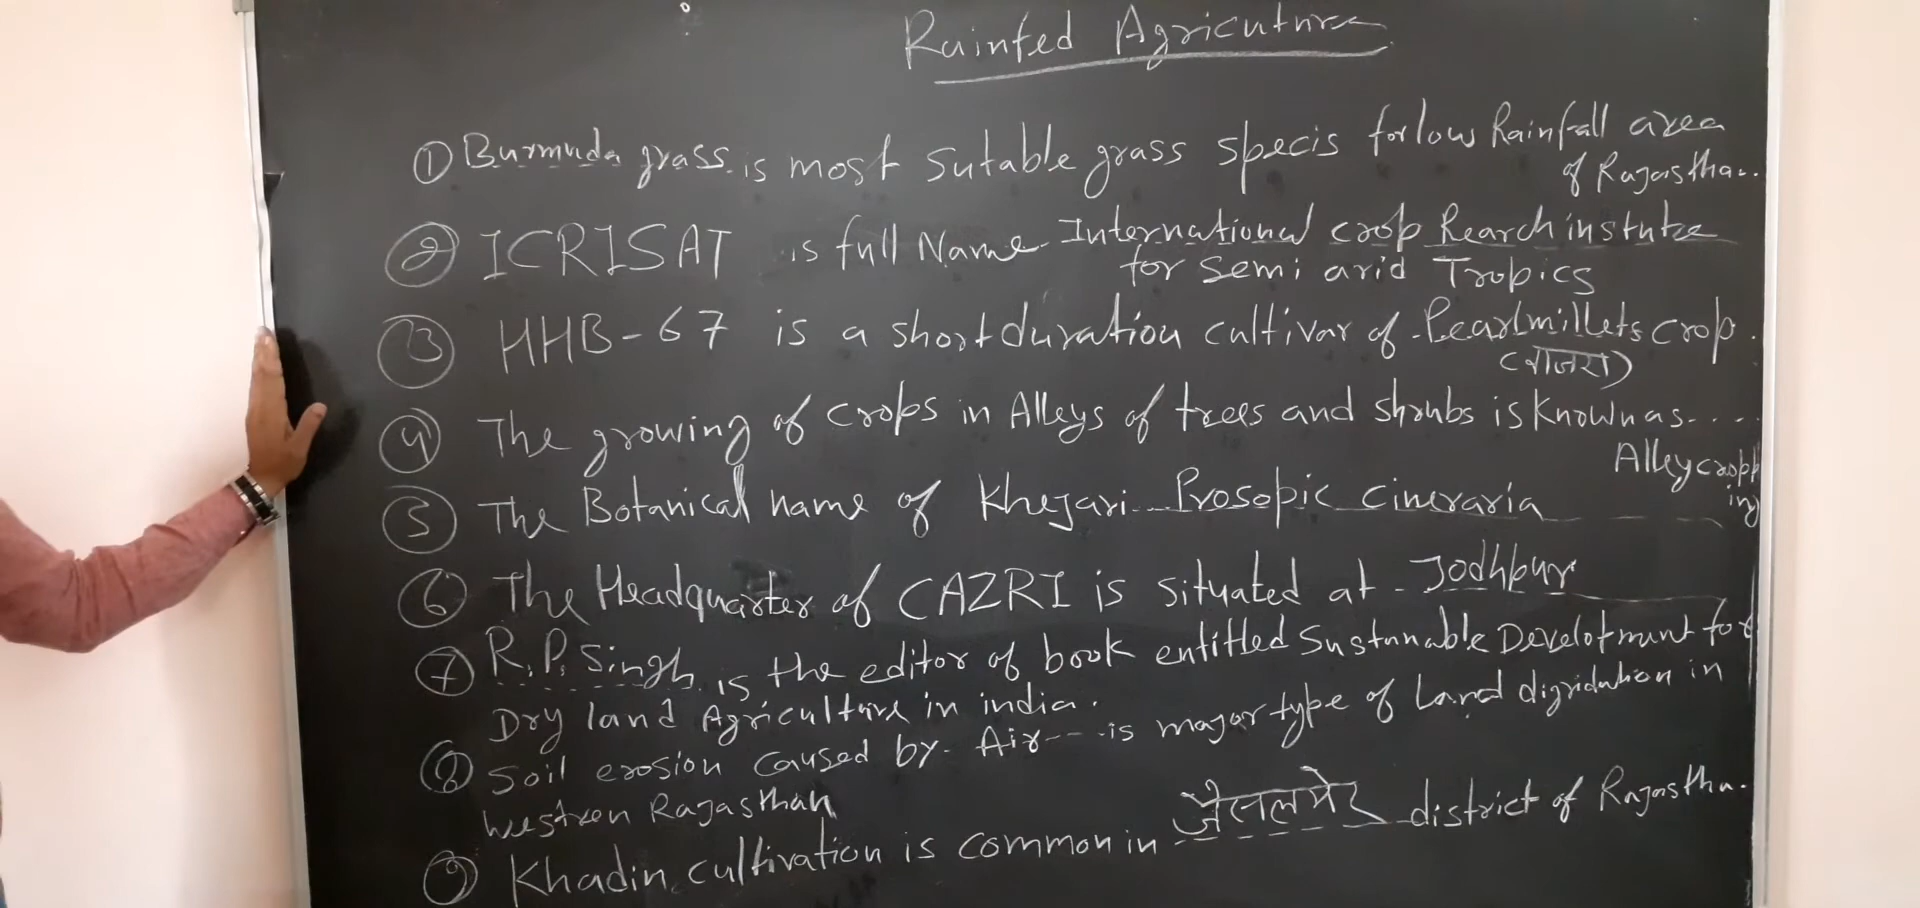 Rainfed Agricuture
① Burmuda grass is most Sutable grass specis for low Rainfall area
of Rajasthan.
② ICRISAT is full Name International crop Rearch institute
for Semi arid Tropics
③ HHB-67 is a short duration cultivar of Pearlmillets crop.
(बाजरा)
④ The growing of crops in Alleys of trees and shrubs is Known as....
Alley cropp
ing
⑤ The Botanical name of Khejari Prosopic cineraria
⑥ The Headquarter of CAZRI is situated at - Jodhpur
⑦ R.P. Singh is the editor of book entitled Sustanable Develotmunt for
Dry land Agriculture in india.
⑧ Soil erosion caused by - Air --- is major type of Land digridation in
westren Rajasthan
⑨ Khadin cultivation is common in जैसलमेर district of Rajastha.